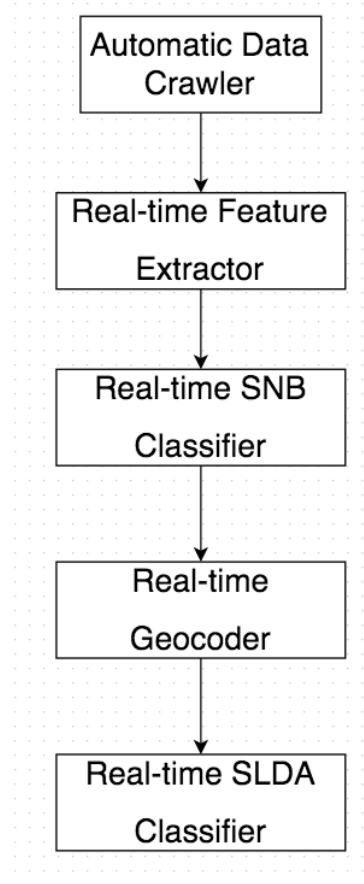 Automatic Data
Crawler
Real-time Feature
Extractor
Real-time SNB
Classifier
Real-time
Geocoder
Real-time SLDA
Classifier